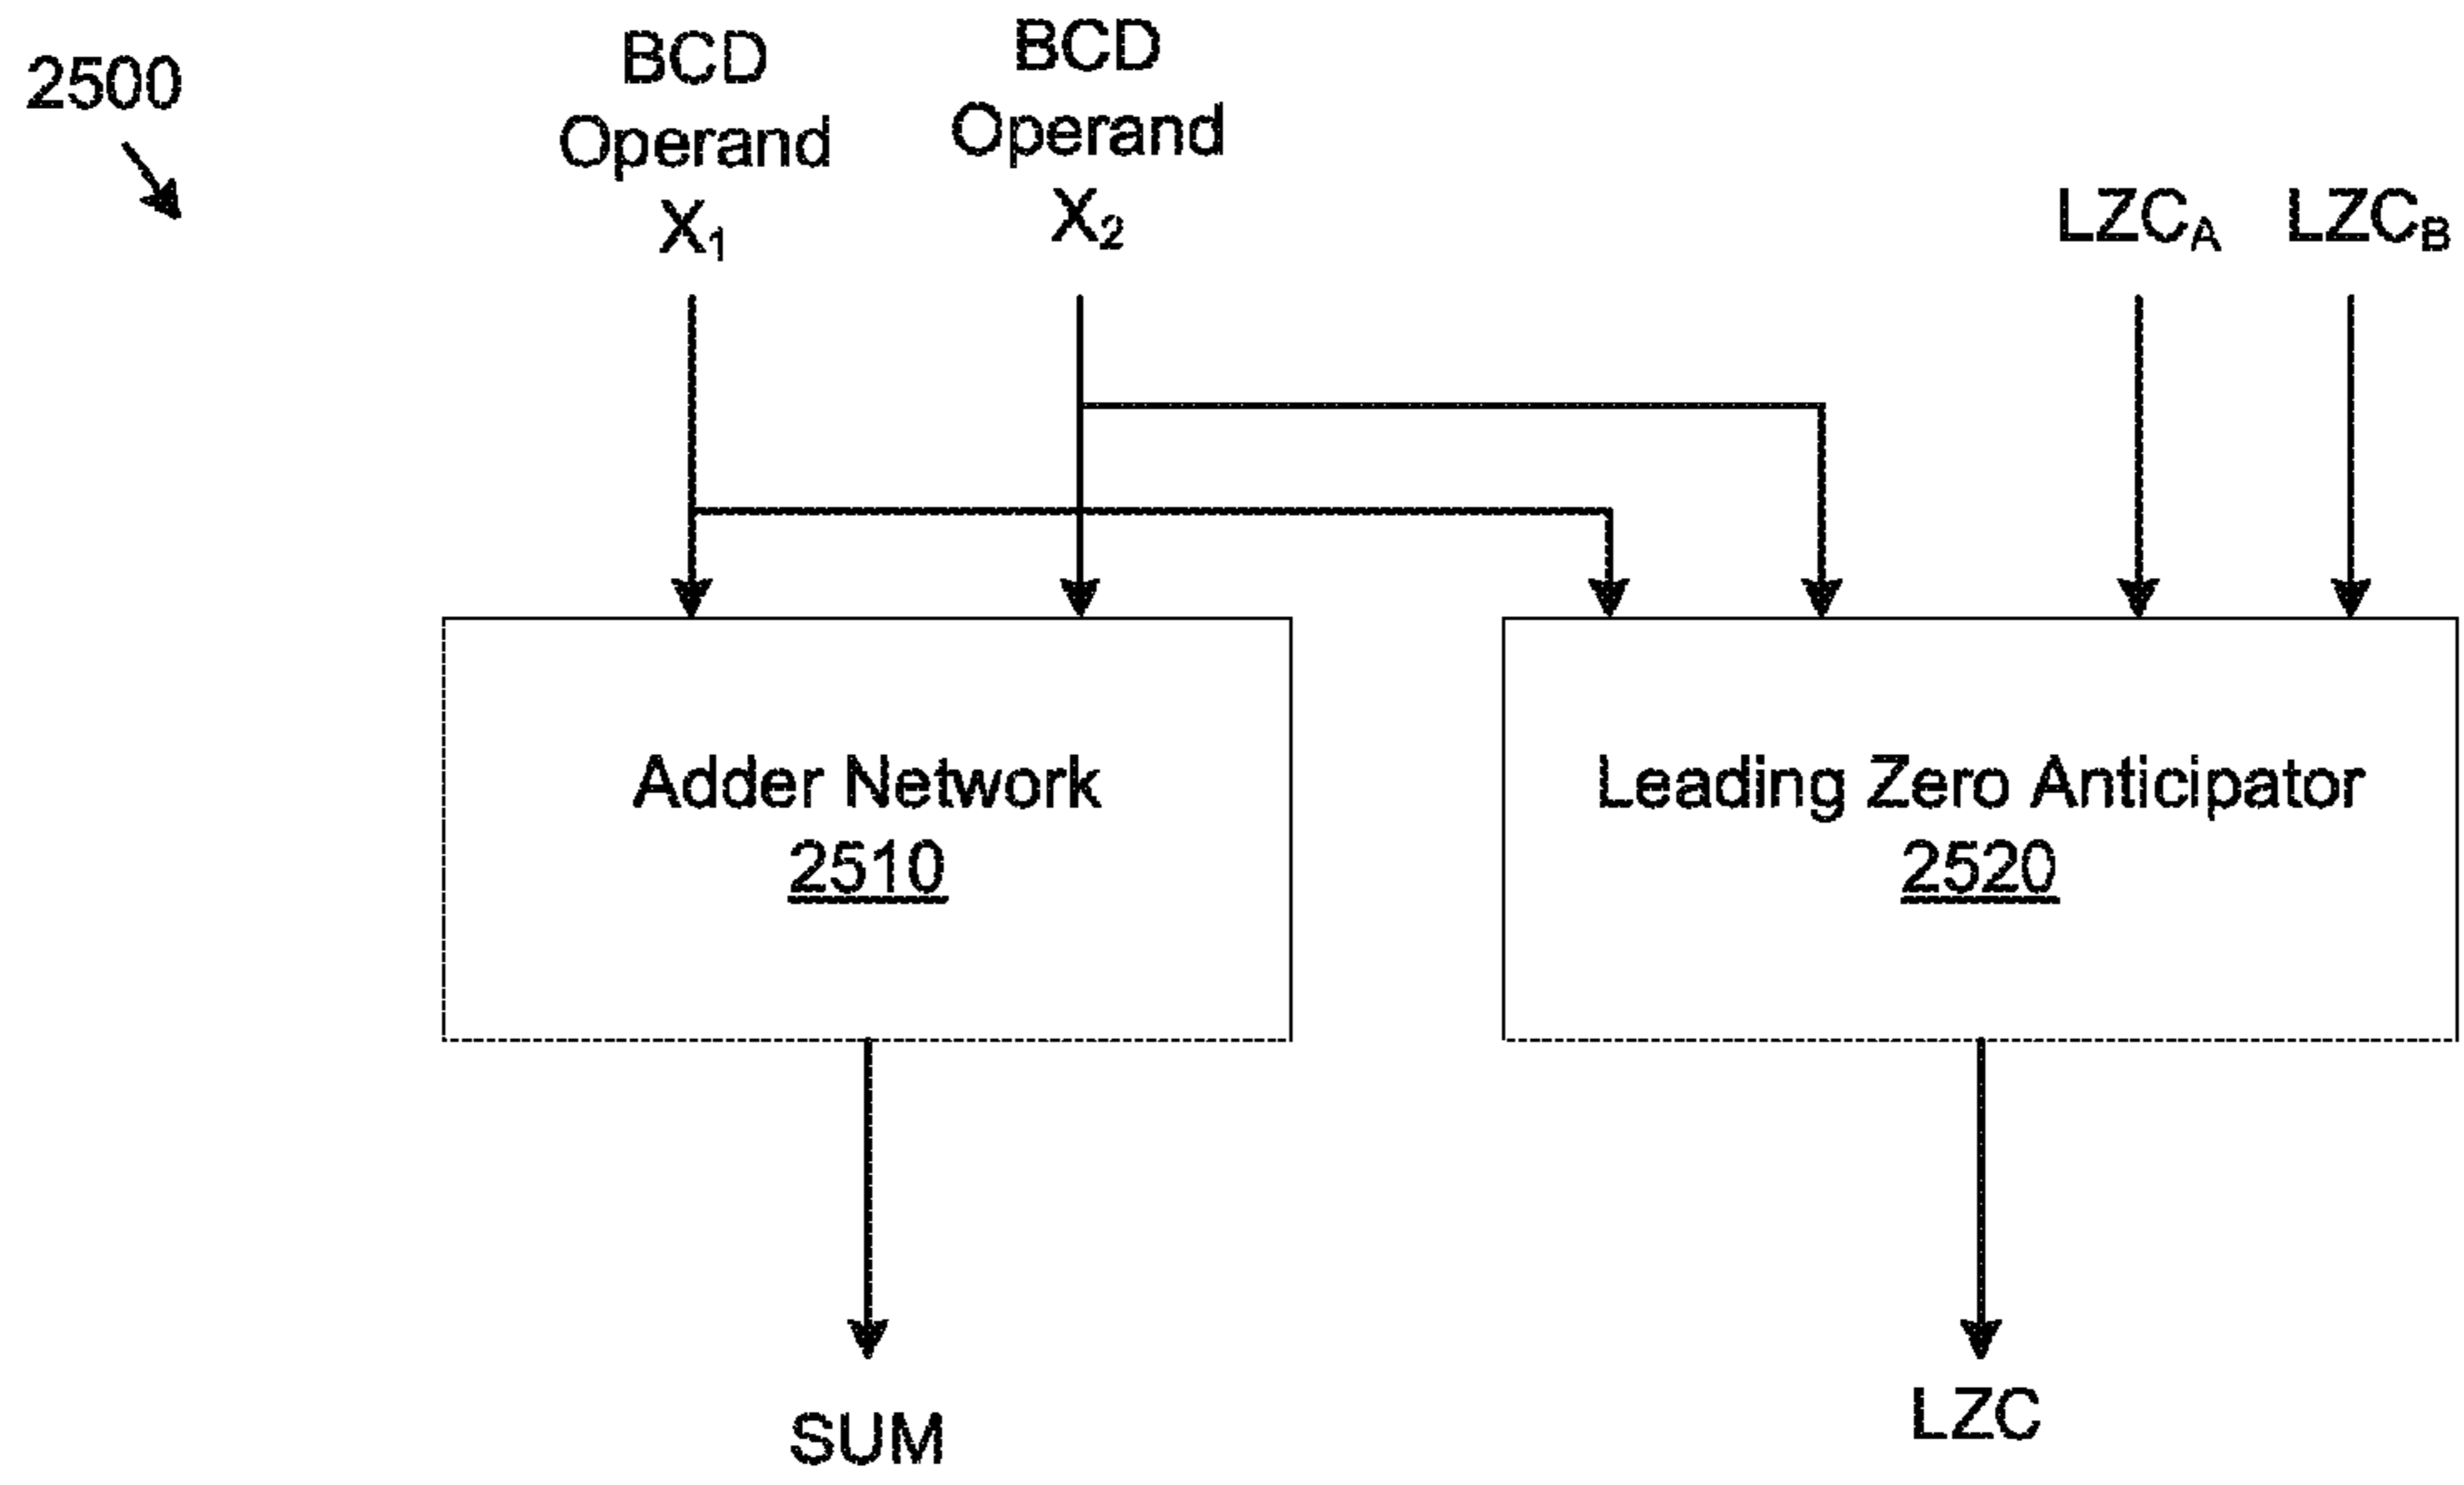 2500
BCD
Operand
X₁
BCD
Operand
X₂
LZCA
LZCB
Adder Network
2510
Leading Zero Anticipator
2520
SUM
LZC